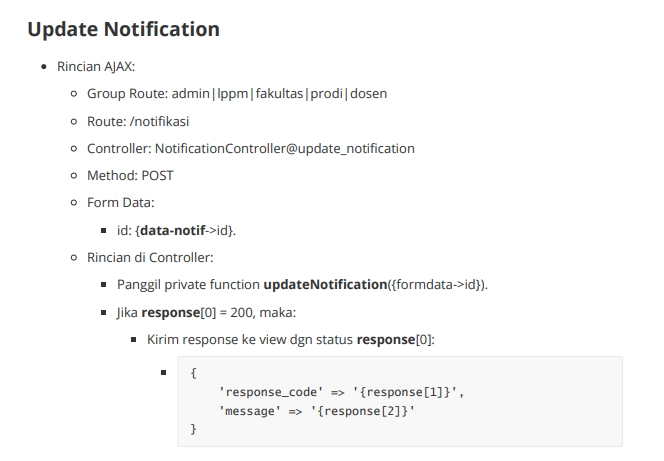 Update Notification
Rincian AJAX:
Group Route: admin|lppm|fakultas|prodi|dosen
Route: /notifikasi
Controller: NotificationController@update_notification
Method: POST
Form Data:
id: {data-notif->id}.
Rincian di Controller:
Panggil private function updateNotification({formdata->id}).
Jika response[0] = 200, maka:
Kirim response ke view dgn status response[0]:
{
'response_code' => '{response[1]}',
'message' => '{response[2]}'
}